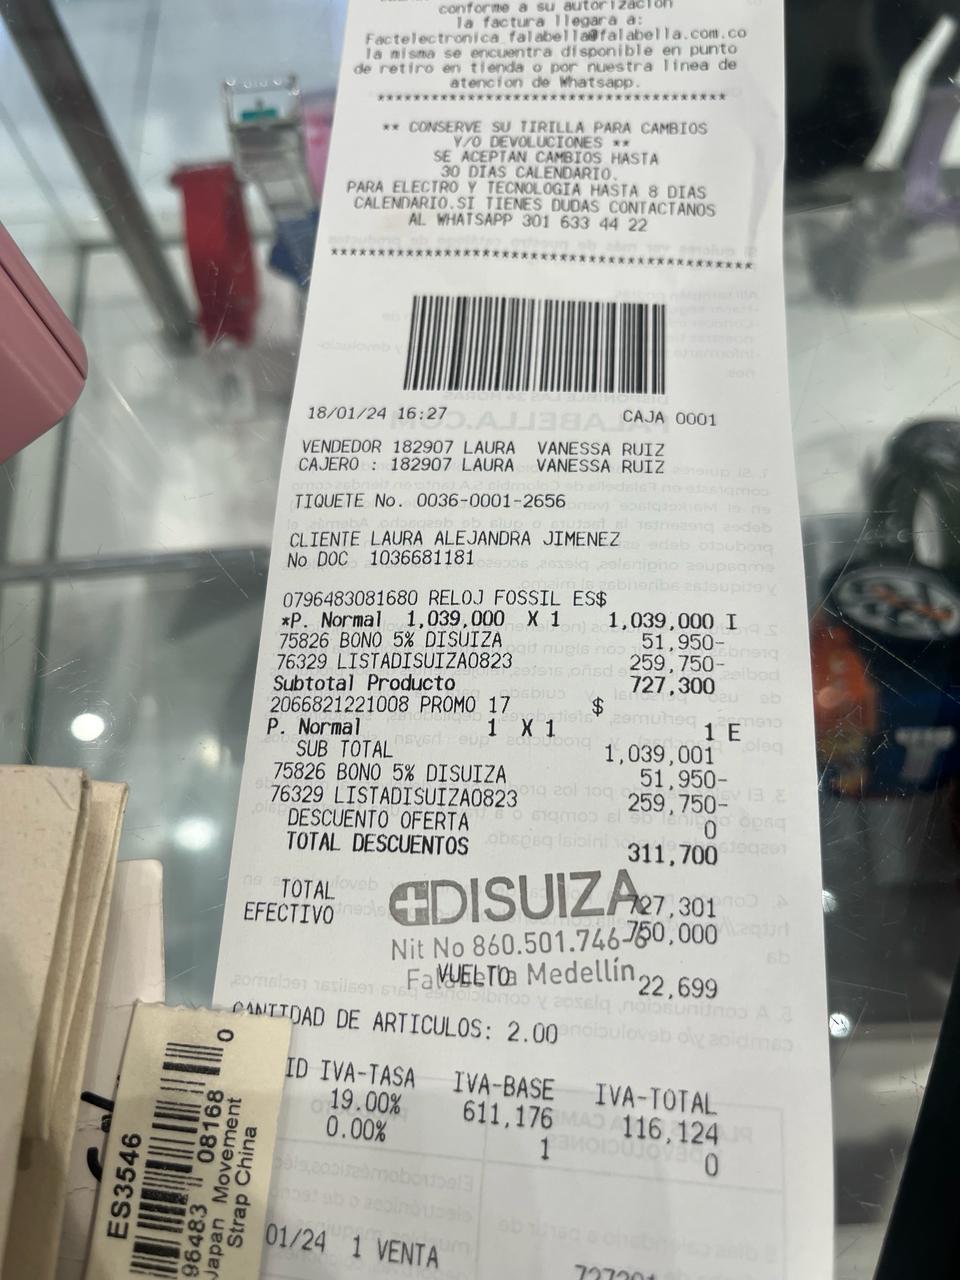 conforme a su autorizacion
la factura llegara a:
Factelectronica_falabella@falabella.com.co
la misma se encuentra disponible en punto
de retiro en tienda o por nuestra linea de
atencion de Whatsapp.
****************************************
** CONSERVE SU TIRILLA PARA CAMBIOS
Y/O DEVOLUCIONES **
SE ACEPTAN CAMBIOS HASTA
30 DIAS CALENDARIO.
PARA ELECTRO Y TECNOLOGIA HASTA 8 DIAS
CALENDARIO.SI TIENES DUDAS CONTACTANOS
AL WHATSAPP 301 633 44 22
****************************************
18/01/24 16:27 CAJA 0001
VENDEDOR 182907 LAURA VANESSA RUIZ
CAJERO : 182907 LAURA VANESSA RUIZ
TIQUETE No. 0036-0001-2656
CLIENTE LAURA ALEJANDRA JIMENEZ
No DOC 1036681181
0796483081680 RELOJ FOSSIL ES$
*P. Normal 1,039,000 X 1 1,039,000 I
75826 BONO 5% DISUIZA 51,950-
76329 LISTADISUIZA0823 259,750-
Subtotal Producto 727,300
2066821221008 PROMO 17 $
P. Normal 1 X 1 1 E
SUB TOTAL 1,039,001
75826 BONO 5% DISUIZA 51,950-
76329 LISTADISUIZA0823 259,750-
DESCUENTO OFERTA 0
TOTAL DESCUENTOS 311,700
DISUIZA
TOTAL 727,301
EFECTIVO 750,000
Nit No 860.501.746-6
Falabella Medellín
VUELTO 22,699
CANTIDAD DE ARTICULOS: 2.00
ID IVA-TASA IVA-BASE IVA-TOTAL
19.00% 611,176 116,124
0.00% 1 0
01/24 1 VENTA
ES3546
96483 08168 0
Japan Movement
Strap China